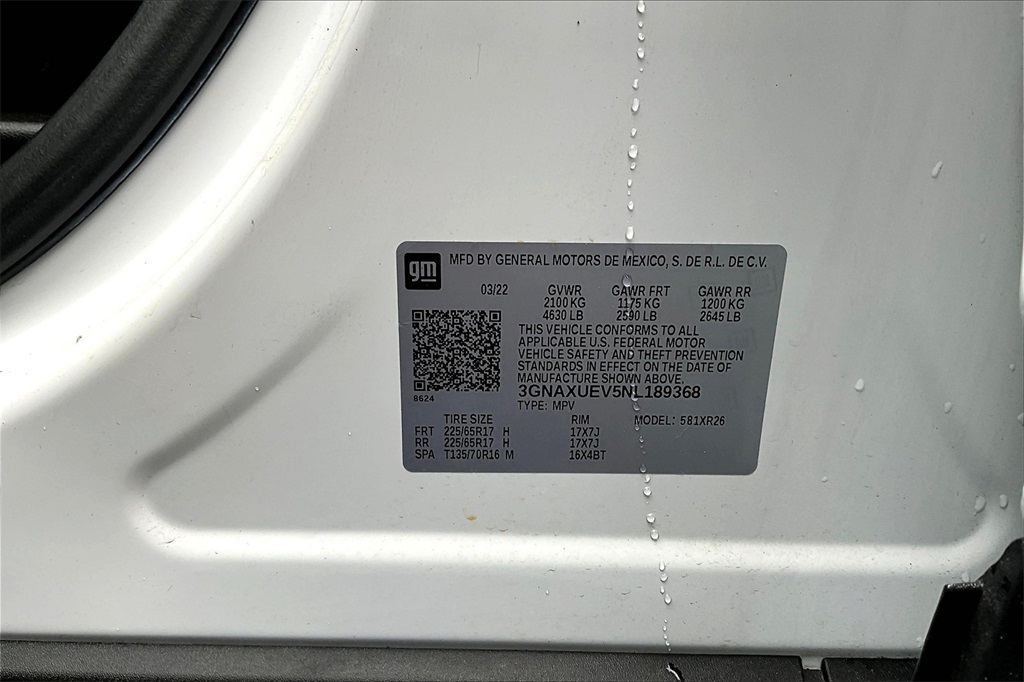 gm MFD BY GENERAL MOTORS DE MEXICO, S. DE R.L. DE C.V.
03/22 GVWR GAWR FRT GAWR RR
2100 KG 1175 KG 1200 KG
4630 LB 2590 LB 2645 LB
THIS VEHICLE CONFORMS TO ALL
APPLICABLE U.S. FEDERAL MOTOR
VEHICLE SAFETY AND THEFT PREVENTION
STANDARDS IN EFFECT ON THE DATE OF
MANUFACTURE SHOWN ABOVE.
3GNAXUEV5NL189368
8624
TYPE: MPV
TIRE SIZE RIM MODEL: 581XR26
FRT 225/65R17 H 17X7J
RR 225/65R17 H 17X7J
SPA T135/70R16 M 16X4BT